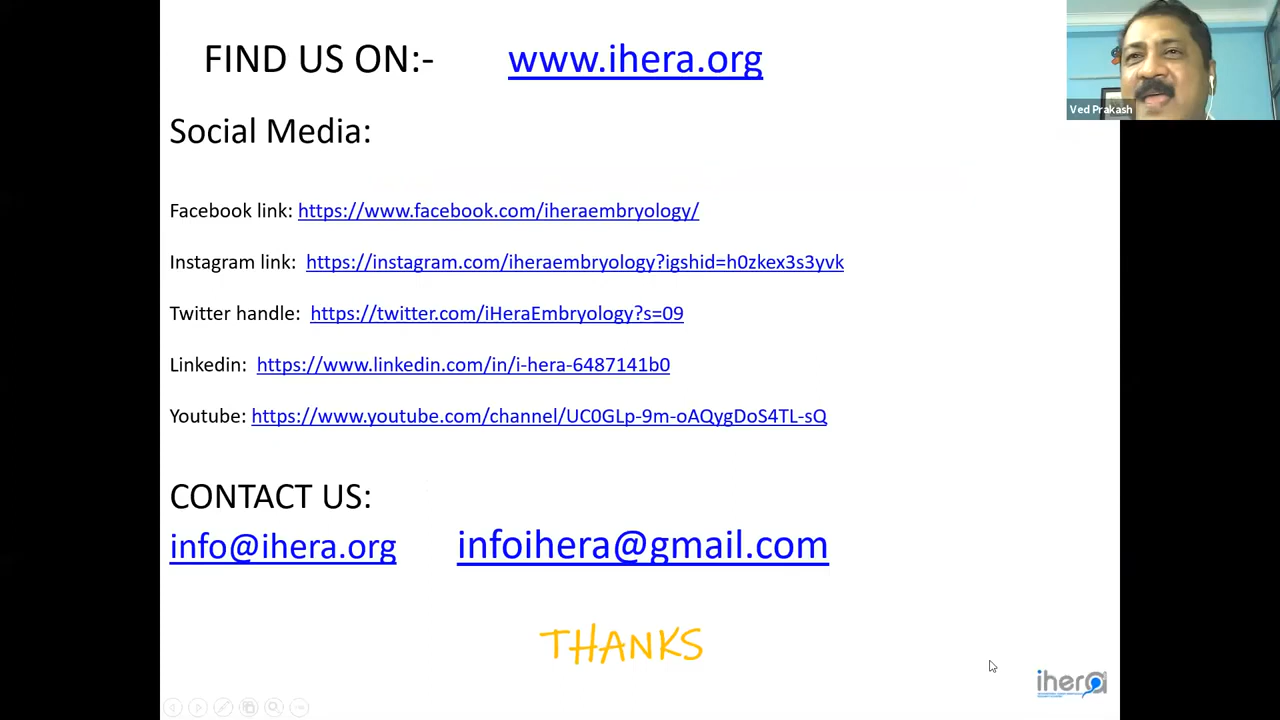 FIND US ON:- www.ihera.org
Ved Prakash
Social Media:
Facebook link: https://www.facebook.com/iheraembryology/
Instagram link: https://instagram.com/iheraembryology?igshid=h0zkex3s3yvk
Twitter handle: https://twitter.com/iHeraEmbryology?s=09
Linkedin: https://www.linkedin.com/in/i-hera-6487141b0
Youtube: https://www.youtube.com/channel/UC0GLp-9m-oAQygDoS4TL-sQ
CONTACT US:
info@ihera.org infoihera@gmail.com
THANKS
ihera